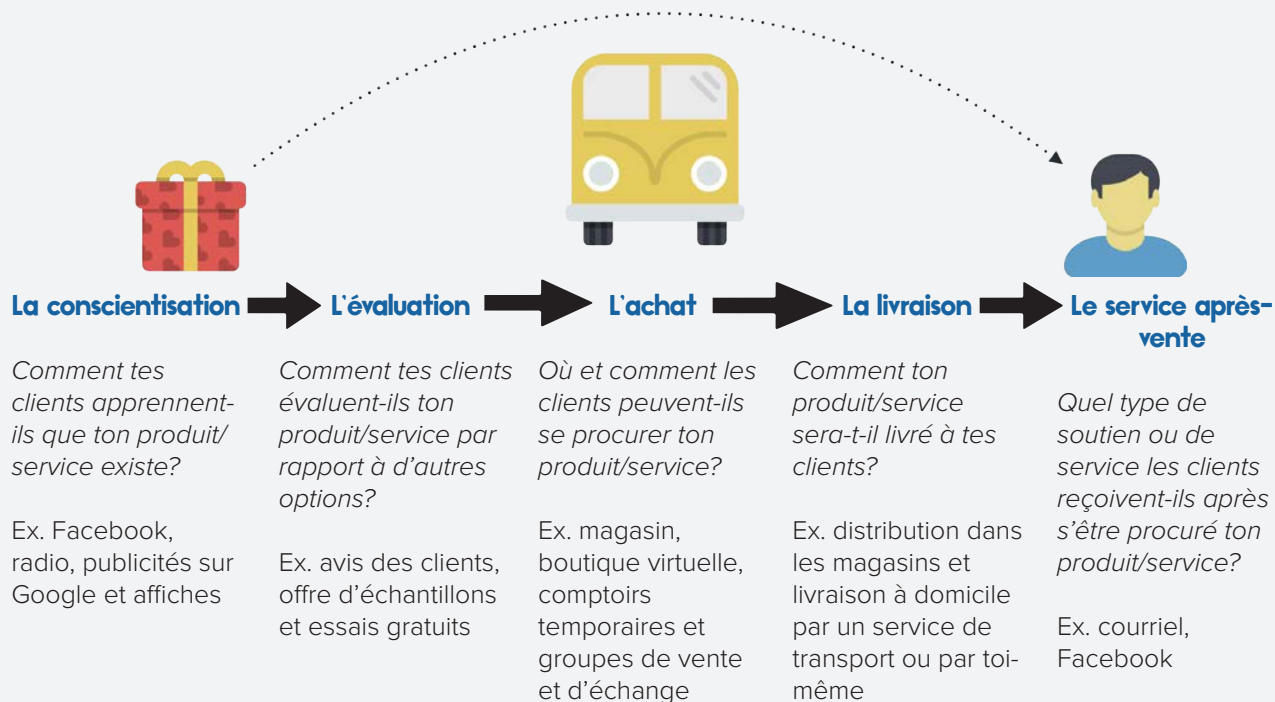 La conscientisation
Comment tes
clients apprennent-
ils que ton produit/
service existe?
Ex. Facebook,
radio, publicités sur
Google et affiches
L'évaluation
Comment tes clients
évaluent-ils ton
produit/service par
rapport à d'autres
options?
Ex. avis des clients,
offre d'échantillons
et essais gratuits
L'achat
Où et comment les
clients peuvent-ils
se procurer ton
produit/service?
Ex. magasin,
boutique virtuelle,
comptoirs
temporaires et
groupes de vente
et d'échange
La livraison
Comment ton
produit/service
sera-t-il livré à tes
clients?
Ex. distribution dans
les magasins et
livraison à domicile
par un service de
transport ou par toi-
même
Le service après-
vente
Quel type de
soutien ou de
service les clients
reçoivent-ils après
s'être procuré ton
produit/service?
Ex. courriel,
Facebook